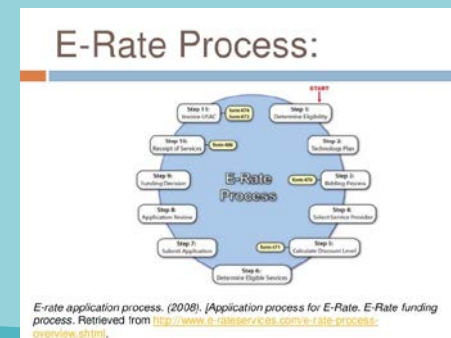 E-Rate Process:
START
Step 1:
Determine Eligibility
Step 2:
Technology Plan
Step 3:
Bidding Process
Form 470
Step 4:
Select Service Provider
Step 5:
Calculate Discount Level
Form 471
Step 6:
Determine Eligible Services
Step 7:
Submit Application
Step 8:
Application Review
Step 9:
Funding Decision
Step 10:
Receipt of Services
Form 486
Step 11:
Invoice USAC
Form 474
Form 472
E-Rate
Process
E-rate application process. (2008). [Application process for E-Rate. E-Rate funding
process. Retrieved from http://www.e-rateservices.com/e-rate-process-
overview.shtml.